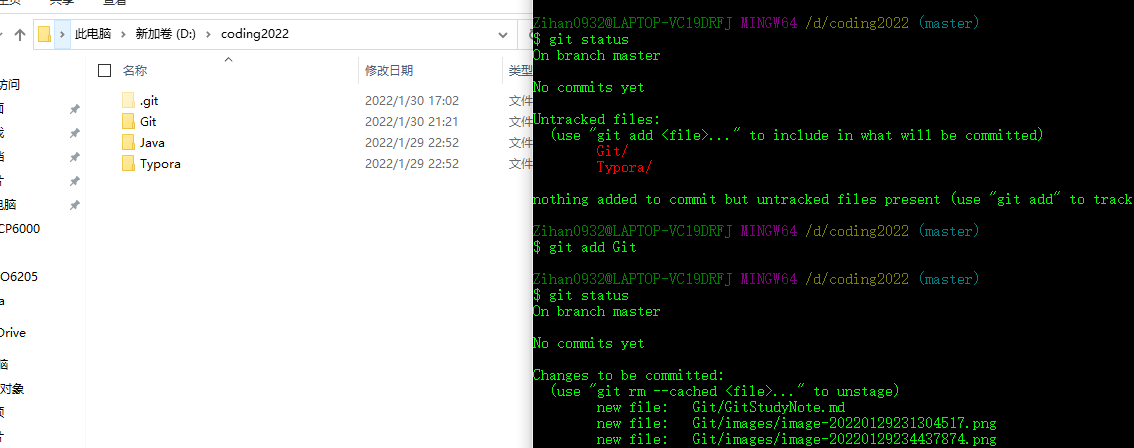 共享
查看
此电脑 › 新加卷 (D:) › coding2022
名称 修改日期 类型
.git 2022/1/30 17:02 文件
Git 2022/1/30 21:21 文件
Java 2022/1/29 22:52 文件
Typora 2022/1/29 22:52 文件
访问
电脑
CP6000
O6205
a
Drive
脑
对象
Zihan0932@LAPTOP-VC19DRFJ MINGW64 /d/coding2022 (master)
$ git status
On branch master
No commits yet
Untracked files:
(use "git add <file>..." to include in what will be committed)
Git/
Typora/
nothing added to commit but untracked files present (use "git add" to track
Zihan0932@LAPTOP-VC19DRFJ MINGW64 /d/coding2022 (master)
$ git add Git
Zihan0932@LAPTOP-VC19DRFJ MINGW64 /d/coding2022 (master)
$ git status
On branch master
No commits yet
Changes to be committed:
(use "git rm --cached <file>..." to unstage)
new file: Git/GitStudyNote.md
new file: Git/images/image-20220129231304517.png
new file: Git/images/image-20220129234437874.png